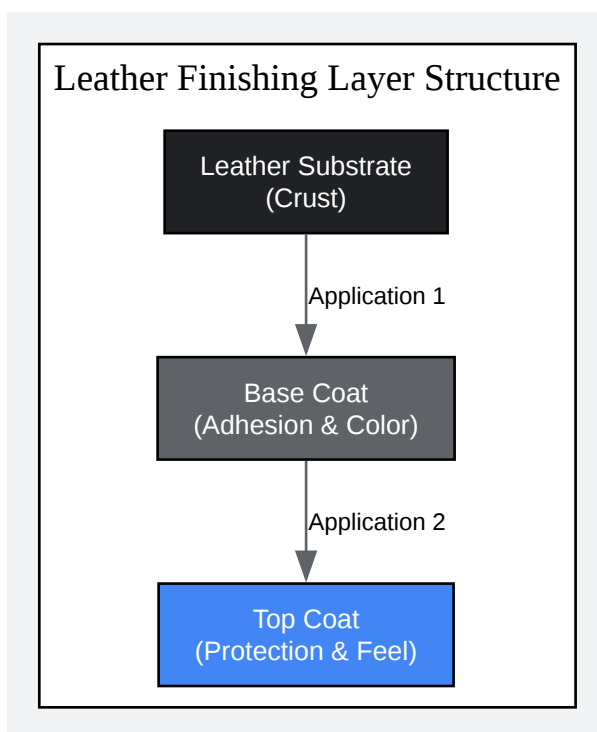 Leather Finishing Layer Structure
Leather Substrate
(Crust)
Application 1
Base Coat
(Adhesion & Color)
Application 2
Top Coat
(Protection & Feel)